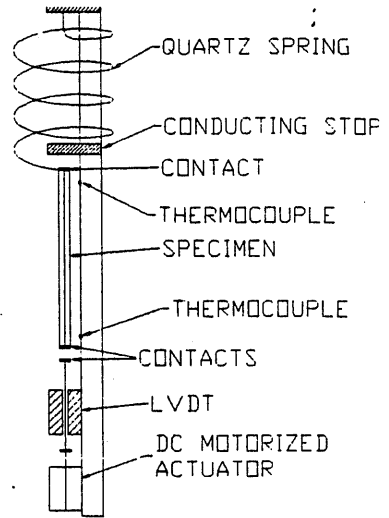 QUARTZ SPRING
CONDUCTING STOP
CONTACT
THERMOCOUPLE
SPECIMEN
THERMOCOUPLE
CONTACTS
LVDT
DC MOTORIZED
ACTUATOR